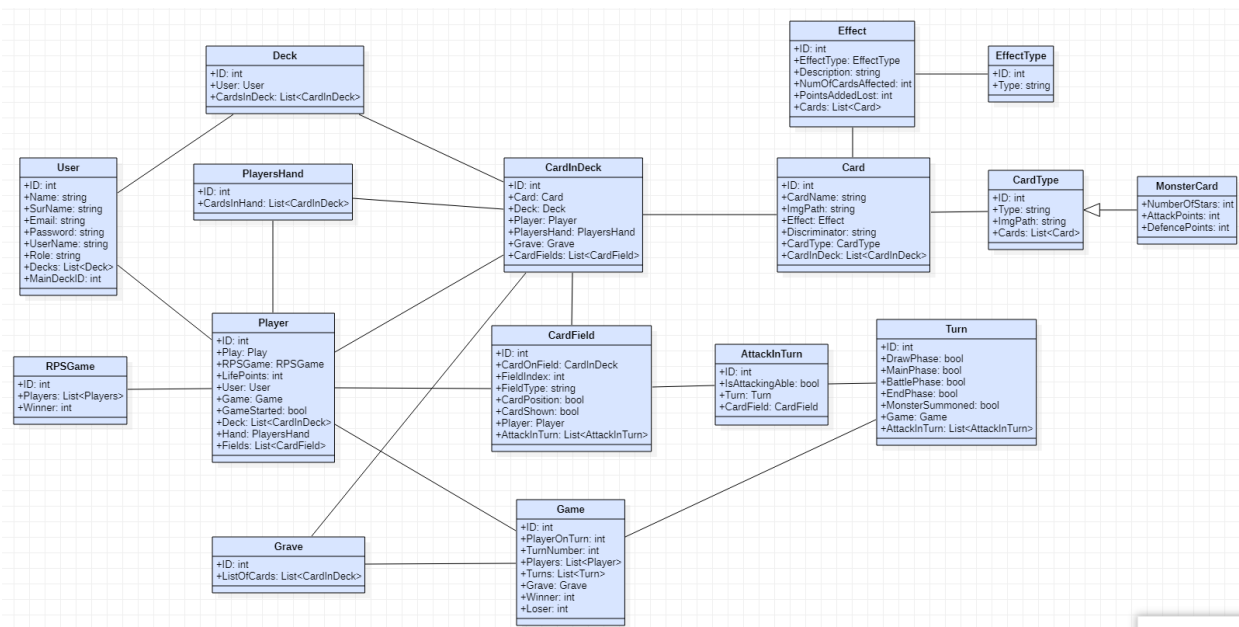 Effect
+ID: int
+EffectType: EffectType
+Description: string
+NumOfCardsAffected: int
+PointsAddedLost: int
+Cards: List<Card>
EffectType
+ID: int
+Type: string
Deck
+ID: int
+User: User
+CardsInDeck: List<CardInDeck>
User
+ID: int
+Name: string
+SurName: string
+Email: string
+Password: string
+UserName: string
+Role: string
+Decks: List<Deck>
+MainDeckID: int
PlayersHand
+ID: int
+CardsInHand: List<CardInDeck>
CardInDeck
+ID: int
+Card: Card
+Deck: Deck
+Player: Player
+PlayersHand: PlayersHand
+Grave: Grave
+CardFields: List<CardField>
Card
+ID: int
+CardName: string
+ImgPath: string
+Effect: Effect
+Discriminator: string
+CardType: CardType
+CardInDeck: List<CardInDeck>
CardType
+ID: int
+Type: string
+ImgPath: string
+Cards: List<Card>
MonsterCard
+NumberOfStars: int
+AttackPoints: int
+DefencePoints: int
RPSGame
+ID: int
+Players: List<Players>
+Winner: int
Player
+ID: int
+Play: Play
+RPSGame: RPSGame
+LifePoints: int
+User: User
+Game: Game
+GameStarted: bool
+Deck: List<CardInDeck>
+Hand: PlayersHand
+Fields: List<CardField>
CardField
+ID: int
+CardOnField: CardInDeck
+FieldIndex: int
+FieldType: string
+CardPosition: bool
+CardShown: bool
+Player: Player
+AttackInTurn: List<AttackInTurn>
AttackInTurn
+ID: int
+IsAttackingAble: bool
+Turn: Turn
+CardField: CardField
Turn
+ID: int
+DrawPhase: bool
+MainPhase: bool
+BattlePhase: bool
+EndPhase: bool
+MonsterSummoned: bool
+Game: Game
+AttackInTurn: List<AttackInTurn>
Grave
+ID: int
+ListOfCards: List<CardInDeck>
Game
+ID: int
+PlayerOnTurn: int
+TurnNumber: int
+Players: List<Player>
+Turns: List<Turn>
+Grave: Grave
+Winner: int
+Loser: int